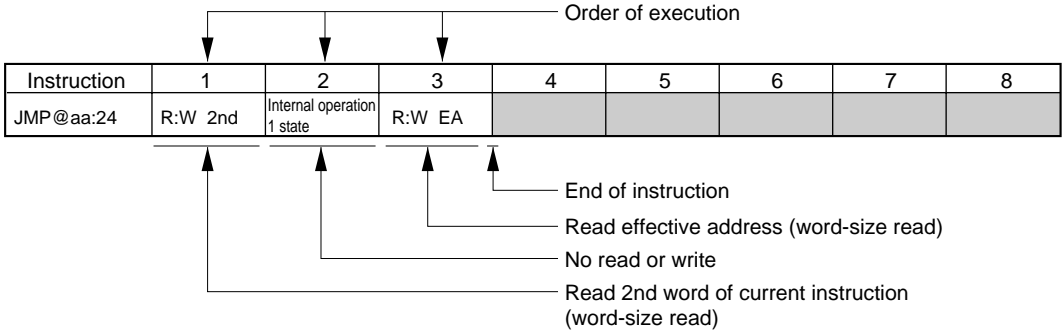 Order of execution
Instruction 1 2 3 4 5 6 7 8
JMP@aa:24 R:W 2nd Internal operation R:W EA
1 state
End of instruction
Read effective address (word-size read)
No read or write
Read 2nd word of current instruction
(word-size read)